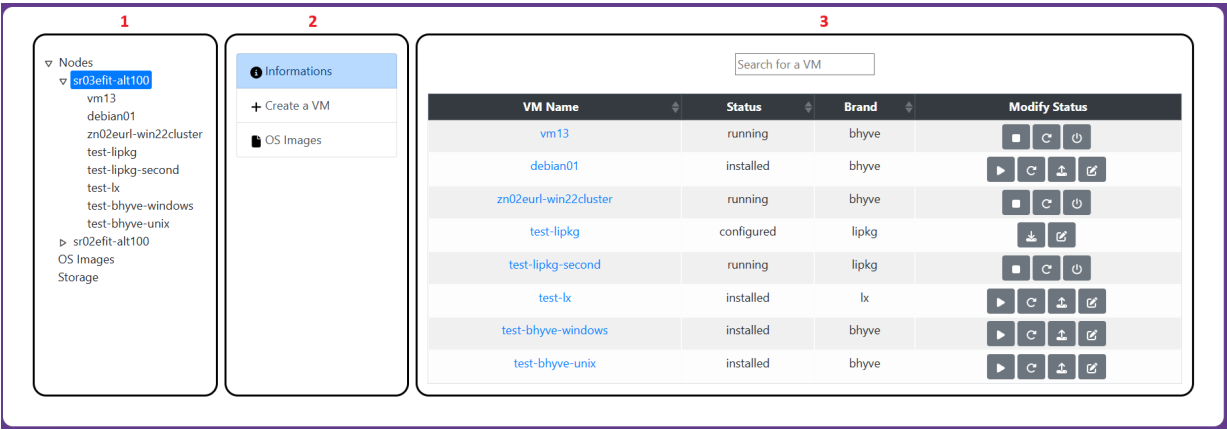 1
2
3
Nodes
sr03efit-alt100
vm13
debian01
zn02eurl-win22cluster
test-lipkg
test-lipkg-second
test-lx
test-bhyve-windows
test-bhyve-unix
sr02efit-alt100
OS Images
Storage
Informations
Create a VM
OS Images
Search for a VM
VM Name Status Brand Modify Status
vm13 running bhyve
debian01 installed bhyve
zn02eurl-win22cluster running bhyve
test-lipkg configured lipkg
test-lipkg-second running lipkg
test-lx installed lx
test-bhyve-windows installed bhyve
test-bhyve-unix installed bhyve